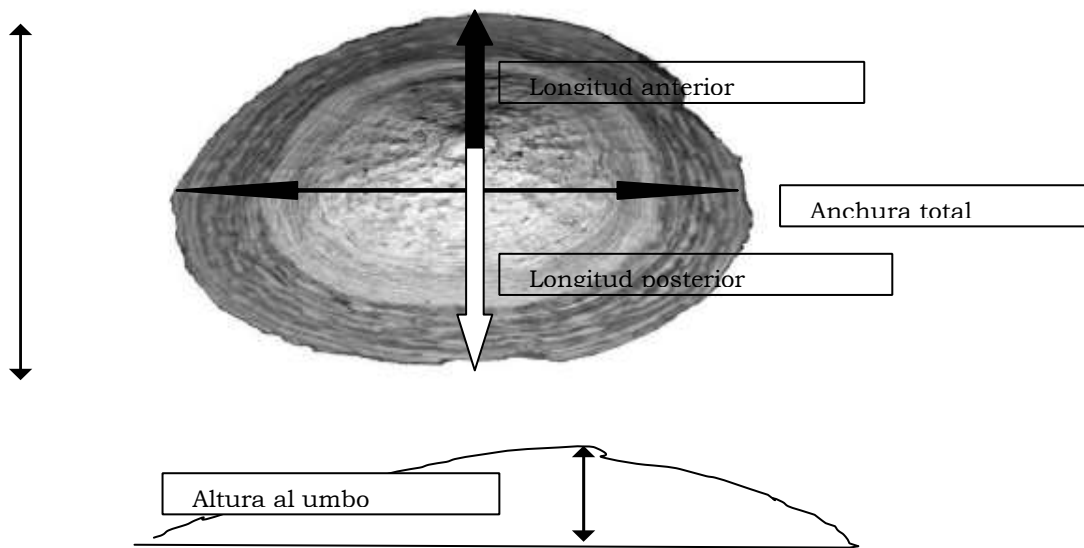 Longitud anterior
Anchura total
Longitud posterior
Altura al umbo